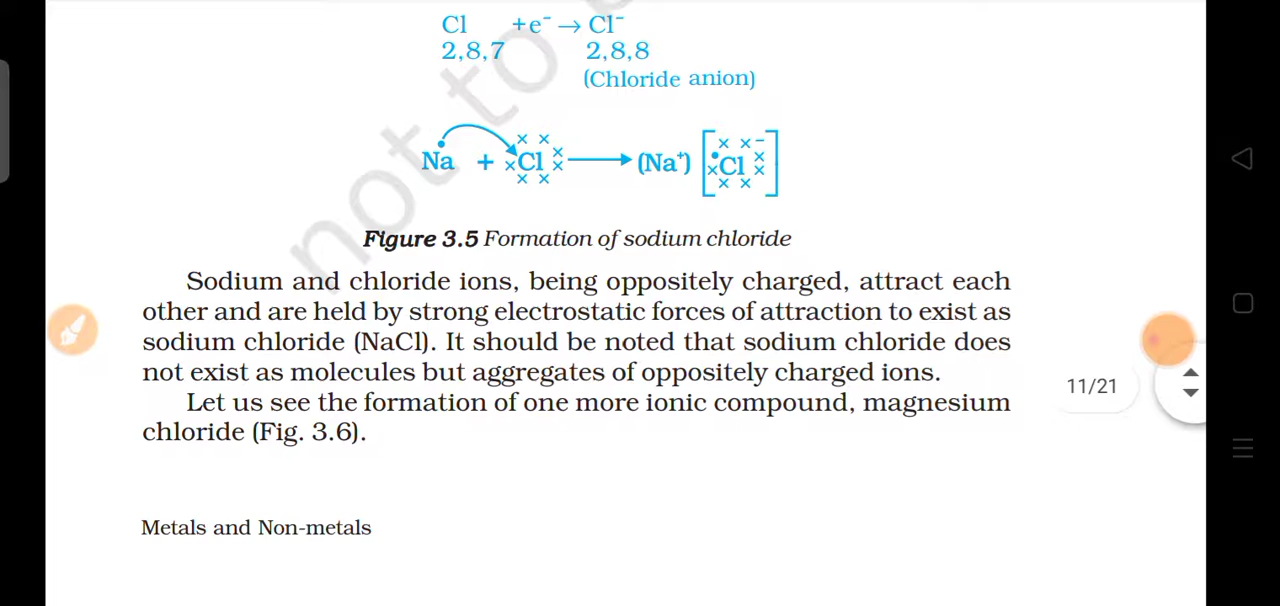 Cl +e⁻ → Cl⁻
2,8,7 2,8,8
(Chloride anion)
Na + Cl → (Na⁺) [Cl]⁻
Figure 3.5 Formation of sodium chloride
Sodium and chloride ions, being oppositely charged, attract each
other and are held by strong electrostatic forces of attraction to exist as
sodium chloride (NaCl). It should be noted that sodium chloride does
not exist as molecules but aggregates of oppositely charged ions.
Let us see the formation of one more ionic compound, magnesium
chloride (Fig. 3.6).
11/21
Metals and Non-metals
not to